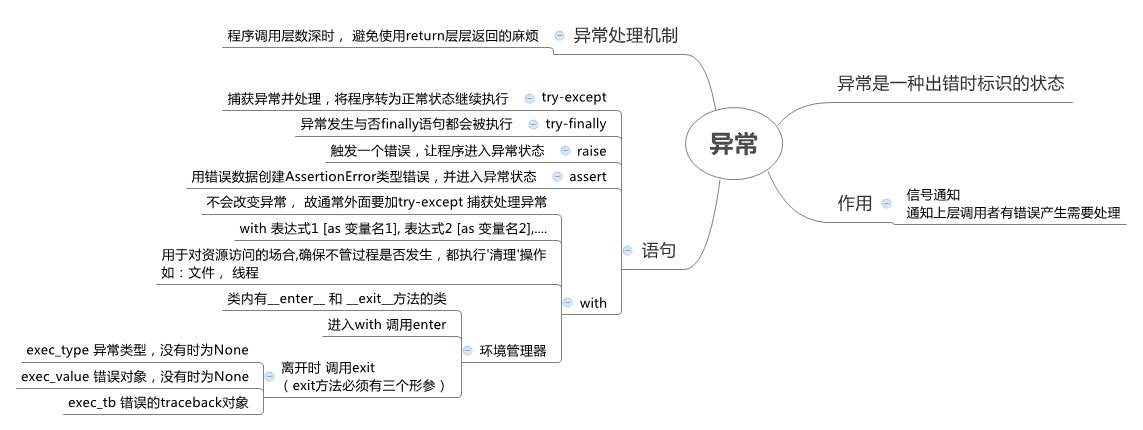 异常
异常是一种出错时标识的状态
作用
信号通知
通知上层调用者有错误产生需要处理
异常处理机制
程序调用层数深时， 避免使用return层层返回的麻烦
语句
try-except
捕获异常并处理，将程序转为正常状态继续执行
try-finally
异常发生与否finally语句都会被执行
raise
触发一个错误，让程序进入异常状态
assert
用错误数据创建AssertionError类型错误，并进入异常状态
with
不会改变异常， 故通常外面要加try-except 捕获处理异常
with 表达式1 [as 变量名1], 表达式2 [as 变量名2],....
用于对资源访问的场合,确保不管过程是否发生，都执行'清理'操作
如：文件， 线程
环境管理器
类内有__enter__ 和 __exit__方法的类
进入with 调用enter
离开时 调用exit
（ exit方法必须有三个形参 ）
exec_type 异常类型，没有时为None
exec_value 错误对象，没有时为None
exec_tb 错误的traceback对象